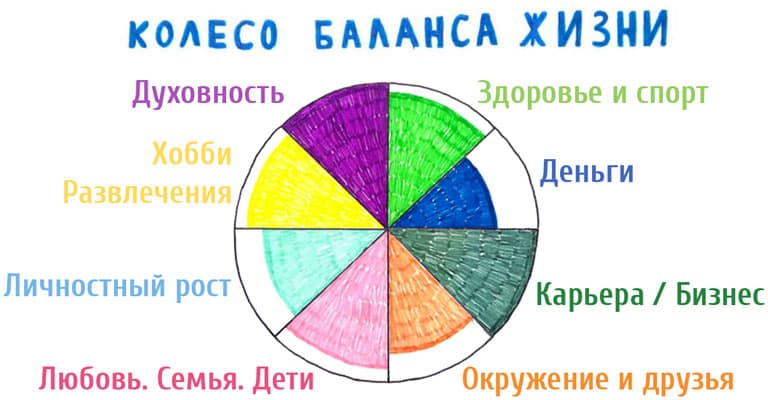 КОЛЕСО БАЛАНСА ЖИЗНИ
Духовность
Здоровье и спорт
Хобби
Развлечения
Деньги
Личностный рост
Карьера / Бизнес
Любовь. Семья. Дети
Окружение и друзья